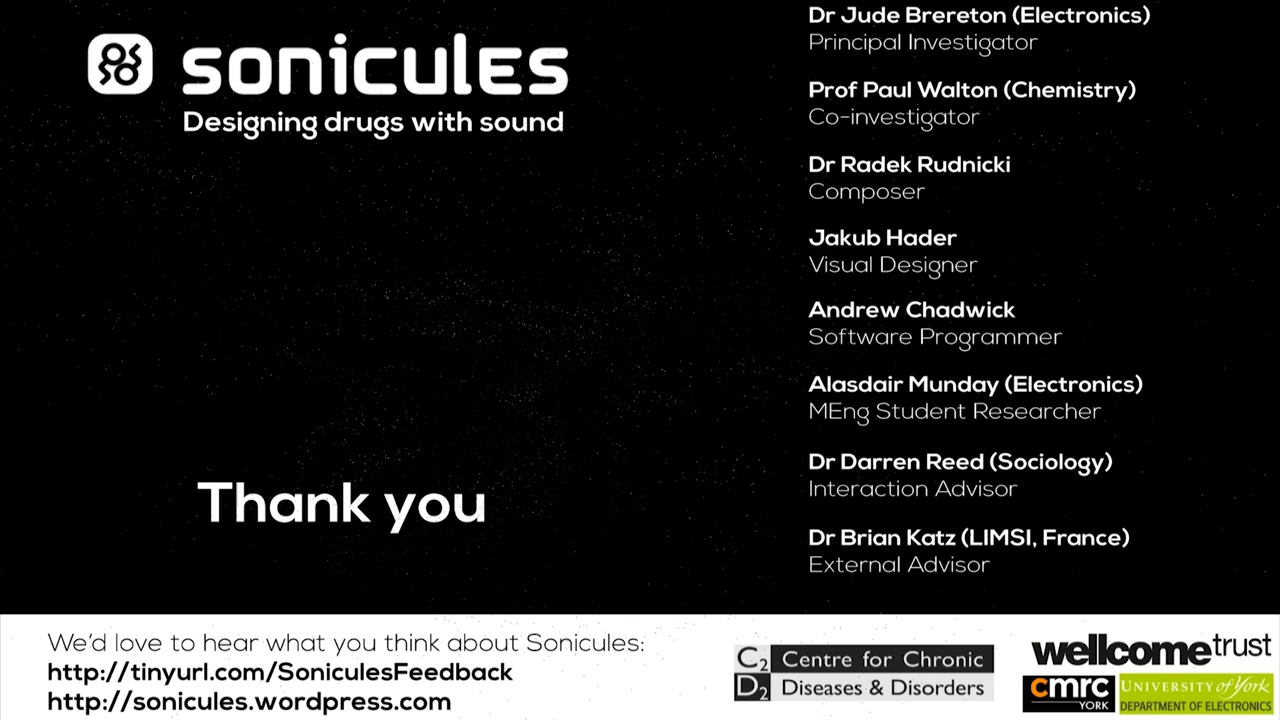 sonicules
Designing drugs with sound
Thank you
Dr Jude Brereton (Electronics)
Principal Investigator
Prof Paul Walton (Chemistry)
Co-investigator
Dr Radek Rudnicki
Composer
Jakub Hader
Visual Designer
Andrew Chadwick
Software Programmer
Alasdair Munday (Electronics)
MEng Student Researcher
Dr Darren Reed (Sociology)
Interaction Advisor
Dr Brian Katz (LIMSI, France)
External Advisor
We'd love to hear what you think about Sonicules:
http://tinyurl.com/SoniculesFeedback
http://sonicules.wordpress.com
C2 Centre for Chronic
D2 Diseases & Disorders
wellcometrust
cmrc
YORK
UNIVERSITY of York
DEPARTMENT OF ELECTRONICS